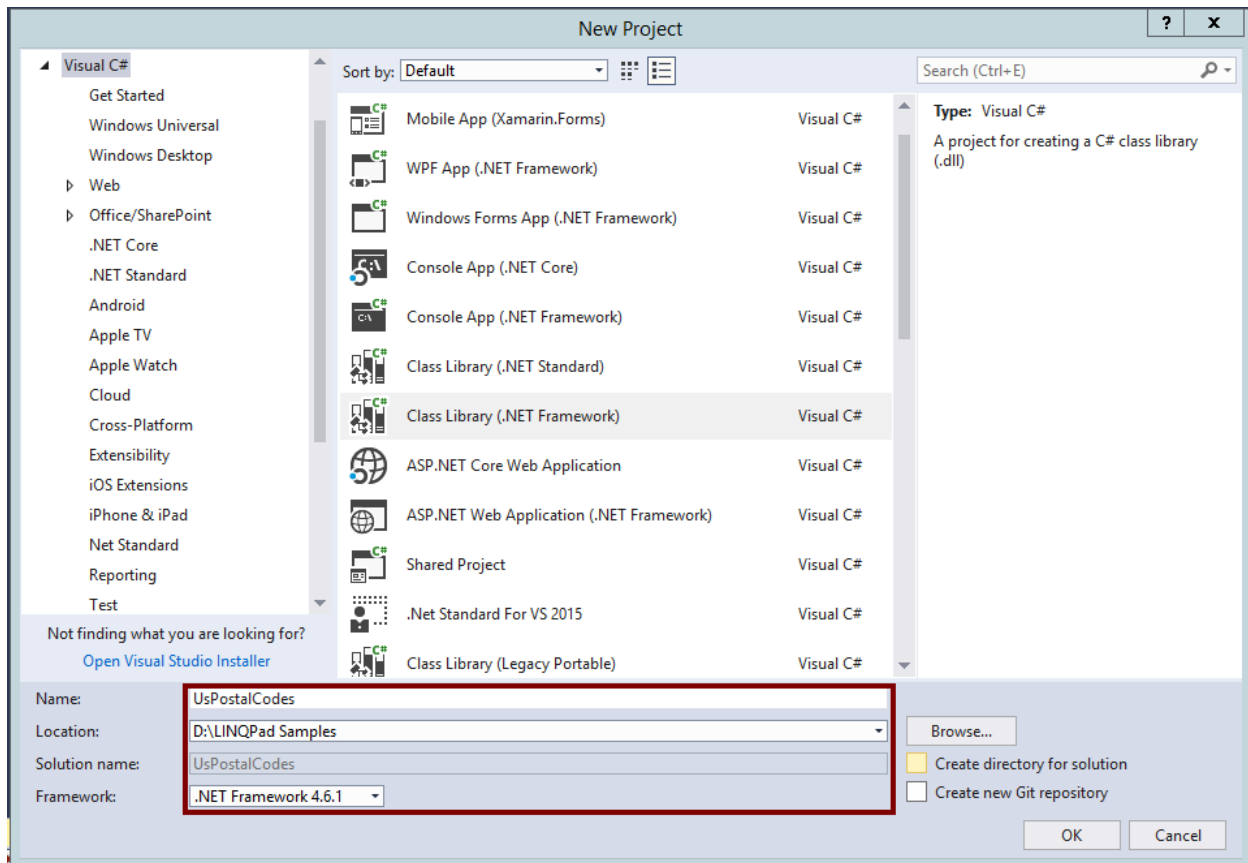 New Project
? x
Visual C#
Get Started
Windows Universal
Windows Desktop
Web
Office/SharePoint
.NET Core
.NET Standard
Android
Apple TV
Apple Watch
Cloud
Cross-Platform
Extensibility
iOS Extensions
iPhone & iPad
Net Standard
Reporting
Test
Not finding what you are looking for?
Open Visual Studio Installer
Sort by: Default
Mobile App (Xamarin.Forms) Visual C#
WPF App (.NET Framework) Visual C#
Windows Forms App (.NET Framework) Visual C#
Console App (.NET Core) Visual C#
Console App (.NET Framework) Visual C#
Class Library (.NET Standard) Visual C#
Class Library (.NET Framework) Visual C#
ASP.NET Core Web Application Visual C#
ASP.NET Web Application (.NET Framework) Visual C#
Shared Project Visual C#
.Net Standard For VS 2015 Visual C#
Class Library (Legacy Portable) Visual C#
Search (Ctrl+E)
Type: Visual C#
A project for creating a C# class library
(.dll)
Name: UsPostalCodes
Location: D:\LINQPad Samples Browse...
Solution name: UsPostalCodes Create directory for solution
Framework: .NET Framework 4.6.1 Create new Git repository
OK Cancel